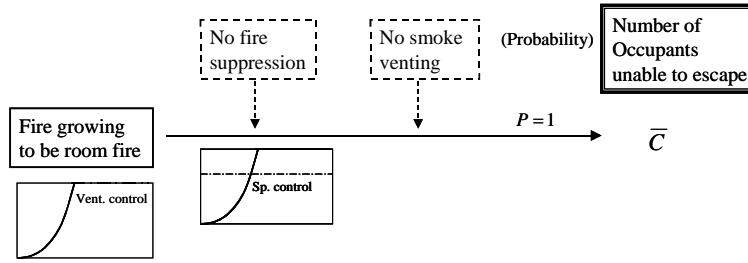 No fire
suppression
No smoke
venting
(Probability)
Number of
Occupants
unable to escape
Fire growing
to be room fire
P = 1
C̅
Vent. control
Sp. control